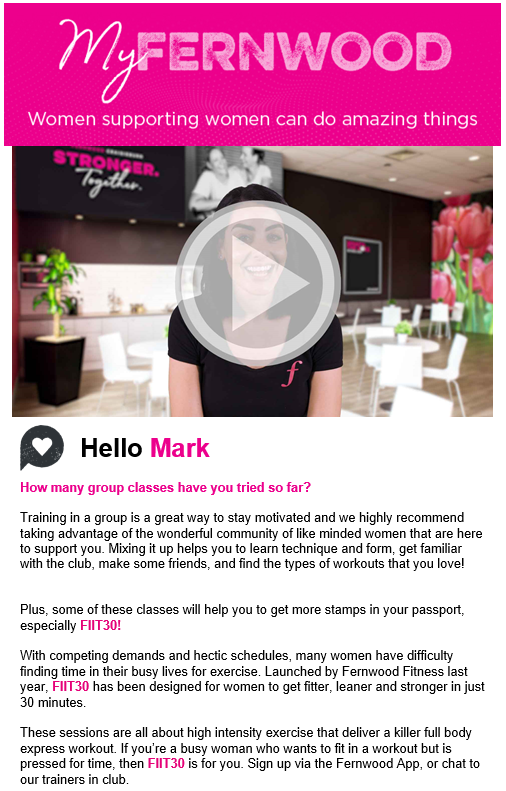 MyFERNWOOD
Women supporting women can do amazing things
STRONGER.
Together.
f
Hello Mark
How many group classes have you tried so far?
Training in a group is a great way to stay motivated and we highly recommend
taking advantage of the wonderful community of like minded women that are here
to support you. Mixing it up helps you to learn technique and form, get familiar
with the club, make some friends, and find the types of workouts that you love!
Plus, some of these classes will help you to get more stamps in your passport,
especially FIIT30!
With competing demands and hectic schedules, many women have difficulty
finding time in their busy lives for exercise. Launched by Fernwood Fitness last
year, FIIT30 has been designed for women to get fitter, leaner and stronger in just
30 minutes.
These sessions are all about high intensity exercise that deliver a killer full body
express workout. If you're a busy woman who wants to fit in a workout but is
pressed for time, then FIIT30 is for you. Sign up via the Fernwood App, or chat to
our trainers in club.